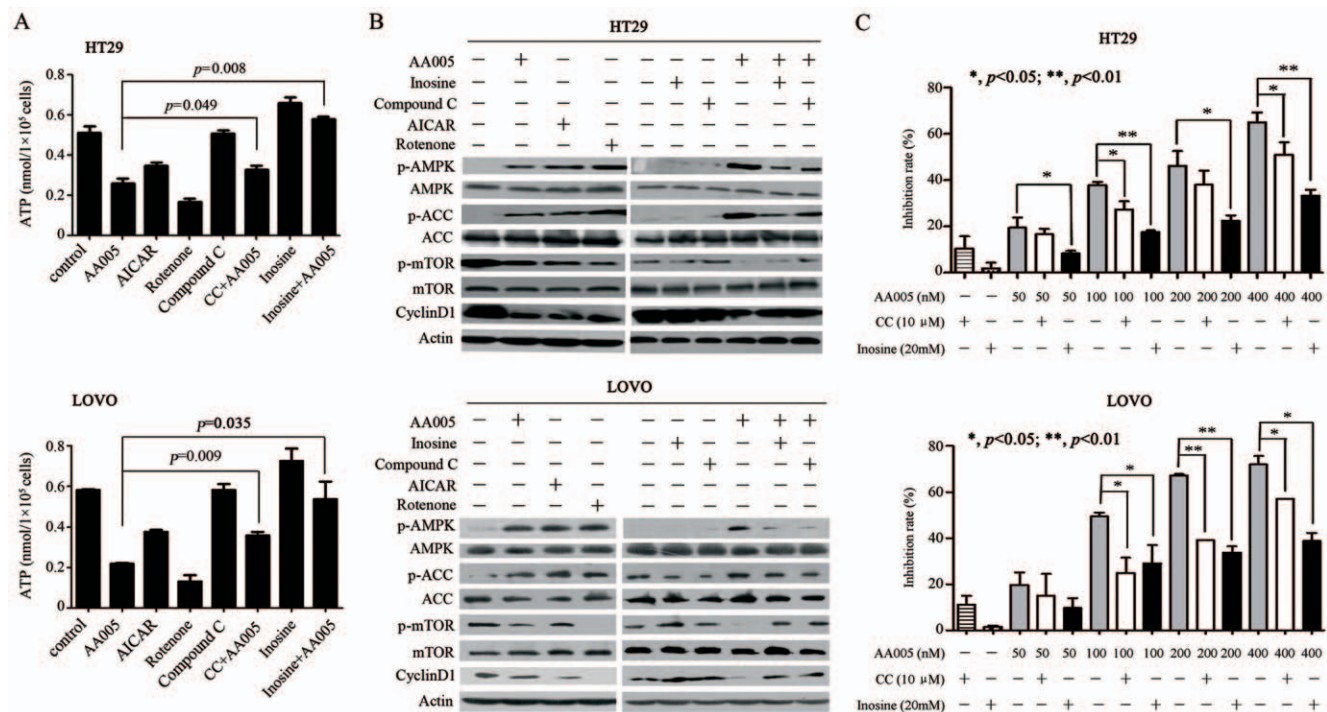 A
HT29
ATP (nmol/1×10⁵ cells)
0.8
0.6
0.4
0.2
0
p=0.008
p=0.049
control
AA005
AICAR
Rotenone
Compound C
CC+AA005
Inosine
Inosine+AA005
LOVO
ATP (nmol/1×10⁵ cells)
0.8
0.6
0.4
0.2
0
p=0.035
p=0.009
control
AA005
AICAR
Rotenone
Compound C
CC+AA005
Inosine
Inosine+AA005
B
HT29
AA005 − + − − − − − + + +
Inosine − − − − − + − − + −
Compound C − − − − − − + − − +
AICAR − − + − − − − − − −
Rotenone − − − + − − − − − −
p-AMPK
AMPK
p-ACC
ACC
p-mTOR
mTOR
CyclinD1
Actin
LOVO
AA005 − + − − − − − + + +
Inosine − − − − − + − − + −
Compound C − − − − − − + − − +
AICAR − − + − − − − − − −
Rotenone − − − + − − − − − −
p-AMPK
AMPK
p-ACC
ACC
p-mTOR
mTOR
CyclinD1
Actin
C
HT29
*, p<0.05; **, p<0.01
Inhibition rate (%)
80
60
40
20
0
* * ** * * **
AA005 (nM) − − 50 50 50 100 100 100 200 200 200 400 400 400
CC (10 µM) + − − + − − + − − + − − + −
Inosine (20mM) − + − − + − − + − − + − − +
LOVO
*, p<0.05; **, p<0.01
Inhibition rate (%)
80
60
40
20
0
* * ** ** * *
AA005 (nM) − − 50 50 50 100 100 100 200 200 200 400 400 400
CC (10 µM) + − − + − − + − − + − − + −
Inosine (20mM) − + − − + − − + − − + − − +